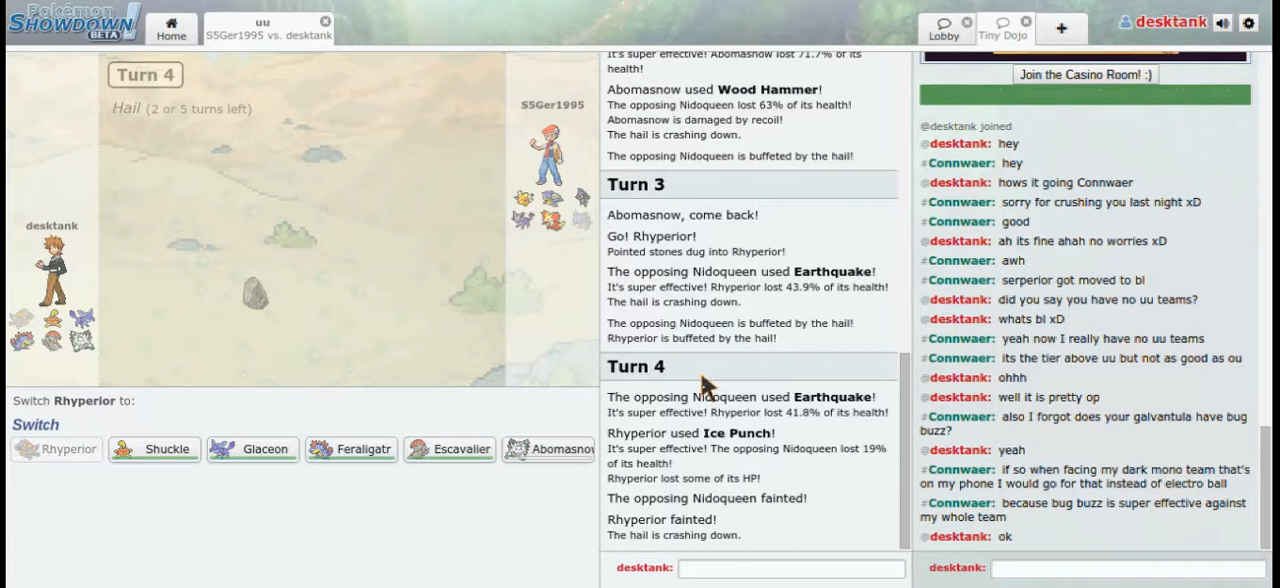 Pokémon
SHOWDOWN!
BETA
Home
uu
S5Ger1995 vs. desktank
Lobby
Tiny Dojo
+
desktank
Turn 4
Hail (2 or 5 turns left)
S5Ger1995
desktank
Switch Rhyperior to:
Switch
Rhyperior
Shuckle
Glaceon
Feraligatr
Escavalier
Abomasnow
It's super effective! Abomasnow lost 71.7% of its
health!
Abomasnow used Wood Hammer!
The opposing Nidoqueen lost 63% of its health!
Abomasnow is damaged by recoil!
The hail is crashing down.
The opposing Nidoqueen is buffeted by the hail!
Turn 3
Abomasnow, come back!
Go! Rhyperior!
Pointed stones dug into Rhyperior!
The opposing Nidoqueen used Earthquake!
It's super effective! Rhyperior lost 43.9% of its health!
The hail is crashing down.
The opposing Nidoqueen is buffeted by the hail!
Rhyperior is buffeted by the hail!
Turn 4
The opposing Nidoqueen used Earthquake!
It's super effective! Rhyperior lost 41.8% of its health!
Rhyperior used Ice Punch!
It's super effective! The opposing Nidoqueen lost 19%
of its health!
Rhyperior lost some of its HP!
The opposing Nidoqueen fainted!
Rhyperior fainted!
The hail is crashing down.
desktank:
Join the Casino Room! :)
@desktank joined
@desktank: hey
#Connwaer: hey
@desktank: hows it going Connwaer
#Connwaer: sorry for crushing you last night xD
#Connwaer: good
@desktank: ah its fine ahah no worries xD
#Connwaer: awh
#Connwaer: serperior got moved to bl
@desktank: did you say you have no uu teams?
@desktank: whats bl xD
#Connwaer: yeah now I really have no uu teams
#Connwaer: its the tier above uu but not as good as ou
@desktank: ohhh
@desktank: well it is pretty op
#Connwaer: also I forgot does your galvantula have bug
buzz?
@desktank: yeah
#Connwaer: if so when facing my dark mono team that's
on my phone I would go for that instead of electro ball
#Connwaer: because bug buzz is super effective against
my whole team
@desktank: ok
desktank: